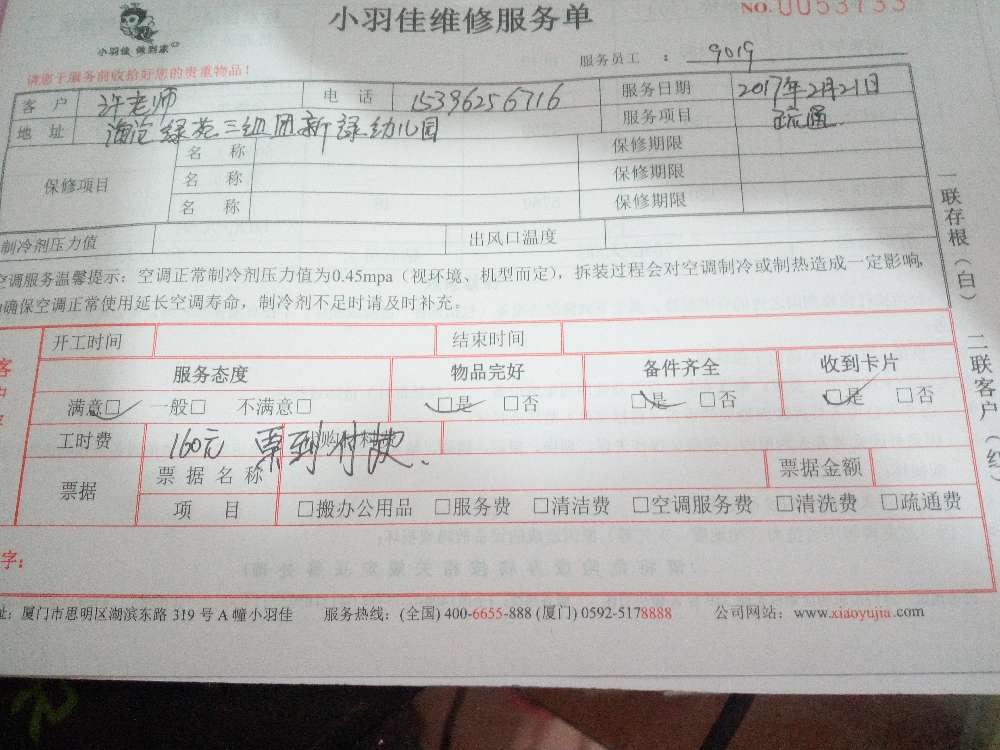 小羽佳 做到家
小羽佳维修服务单
NO.0053733
请您于服务前收拾好您的贵重物品！
服务员工 ： 9019
客 户 许老师 电 话 15396256716 服务日期 2017年2月21日
地 址 海沧绿苑三组团新绿幼儿园 服务项目 疏通
保修项目 名 称 保修期限
名 称 保修期限
名 称 保修期限
制冷剂压力值 出风口温度
空调服务温馨提示：空调正常制冷剂压力值为0.45mpa（视环境、机型而定），拆装过程会对空调制冷或制热造成一定影响,
确保空调正常使用延长空调寿命，制冷剂不足时请及时补充。
一联存根（白） 二联客户（红）
客
开工时间 结束时间
服务态度 物品完好 备件齐全 收到卡片
满意□ 一般□ 不满意□ □是 □否 □是 □否 □是 □否
工时费 160元 票到付款.
票据 票据名称 票据金额
项 目 □搬办公用品 □服务费 □清洁费 □空调服务费 □清洗费 □疏通费
字：
址：厦门市思明区湖滨东路 319 号 A 幢小羽佳 服务热线：(全国) 400-6655-888 (厦门) 0592-5178888 公司网站：www.xiaoyujia.com